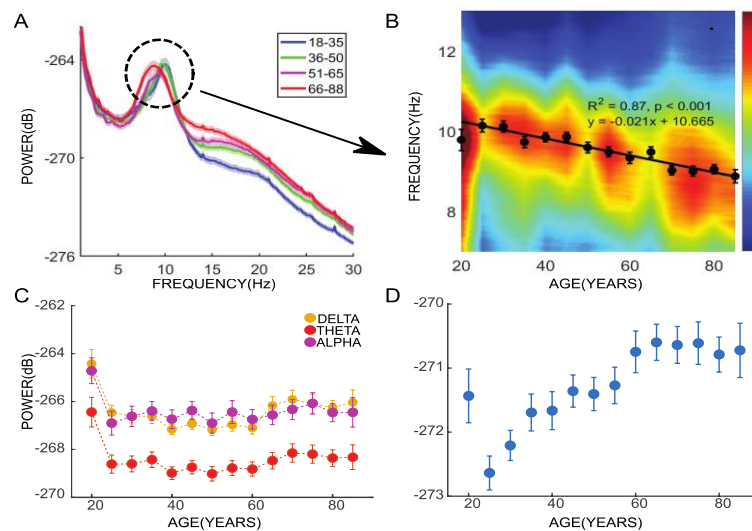 A
-264
-270
-276
POWER(dB)
5
10
15
20
25
30
FREQUENCY(Hz)
18-35
36-50
51-65
66-88
B
12
10
8
FREQUENCY(Hz)
R² = 0.87, p < 0.001
y = -0.021x + 10.665
20
40
60
80
AGE(YEARS)
C
-262
-264
-266
-268
-270
POWER(dB)
DELTA
THETA
ALPHA
20
40
60
80
AGE(YEARS)
D
-270
-271
-272
-273
20
40
60
80
AGE(YEARS)